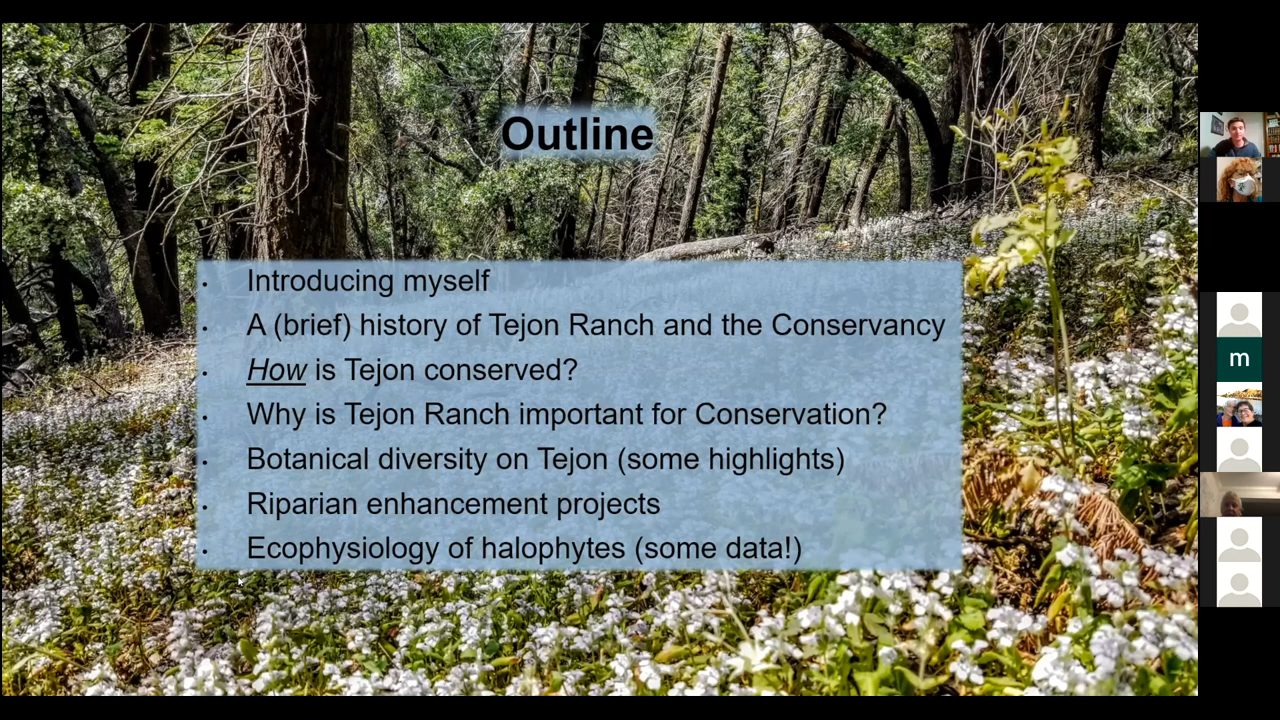 Outline
Introducing myself
A (brief) history of Tejon Ranch and the Conservancy
How is Tejon conserved?
Why is Tejon Ranch important for Conservation?
Botanical diversity on Tejon (some highlights)
Riparian enhancement projects
Ecophysiology of halophytes (some data!)
m